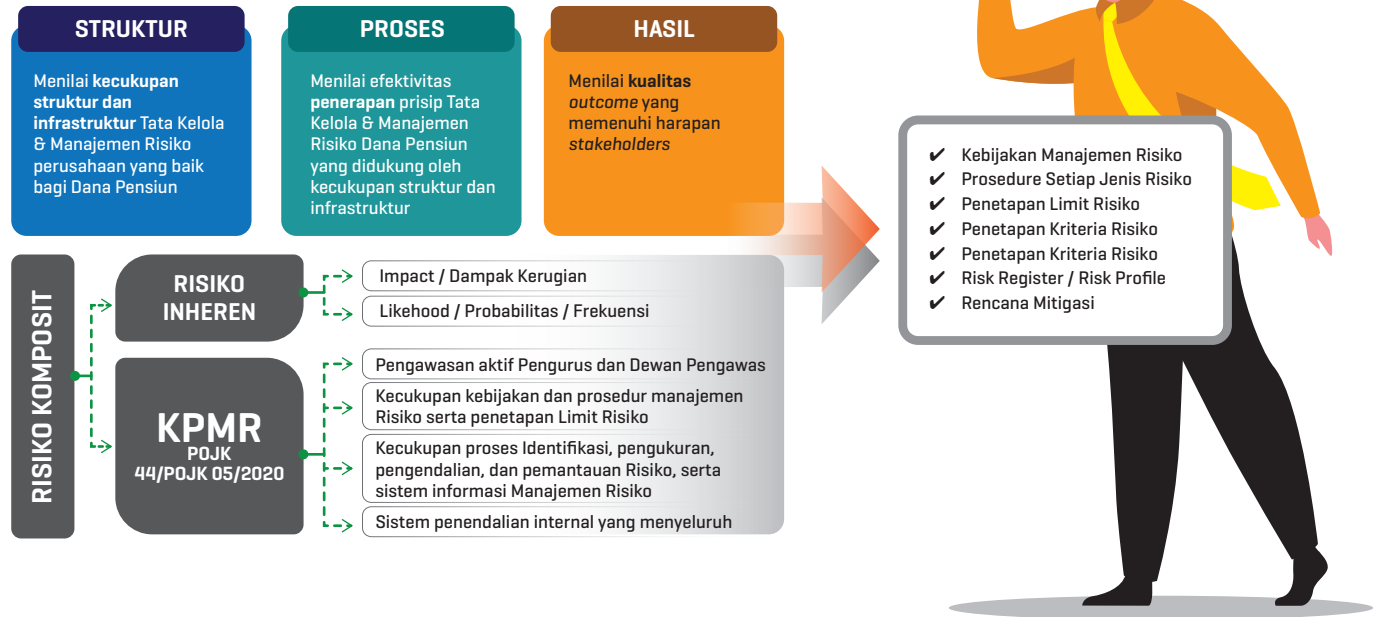 STRUKTUR
Menilai kecukupan
struktur dan
infrastruktur Tata Kelola
& Manajemen Risiko
perusahaan yang baik
bagi Dana Pensiun
PROSES
Menilai efektivitas
penerapan prisip Tata
Kelola & Manajemen
Risiko Dana Pensiun
yang didukung oleh
kecukupan struktur dan
infrastruktur
HASIL
Menilai kualitas
outcome yang
memenuhi harapan
stakeholders
RISIKO KOMPOSIT
RISIKO
INHEREN
Impact / Dampak Kerugian
Likehood / Probabilitas / Frekuensi
KPMR
POJK
44/POJK 05/2020
Pengawasan aktif Pengurus dan Dewan Pengawas
Kecukupan kebijakan dan prosedur manajemen
Risiko serta penetapan Limit Risiko
Kecukupan proses Identifikasi, pengukuran,
pengendalian, dan pemantauan Risiko, serta
sistem informasi Manajemen Risiko
Sistem penendalian internal yang menyeluruh
✔ Kebijakan Manajemen Risiko
✔ Prosedure Setiap Jenis Risiko
✔ Penetapan Limit Risiko
✔ Penetapan Kriteria Risiko
✔ Penetapan Kriteria Risiko
✔ Risk Register / Risk Profile
✔ Rencana Mitigasi